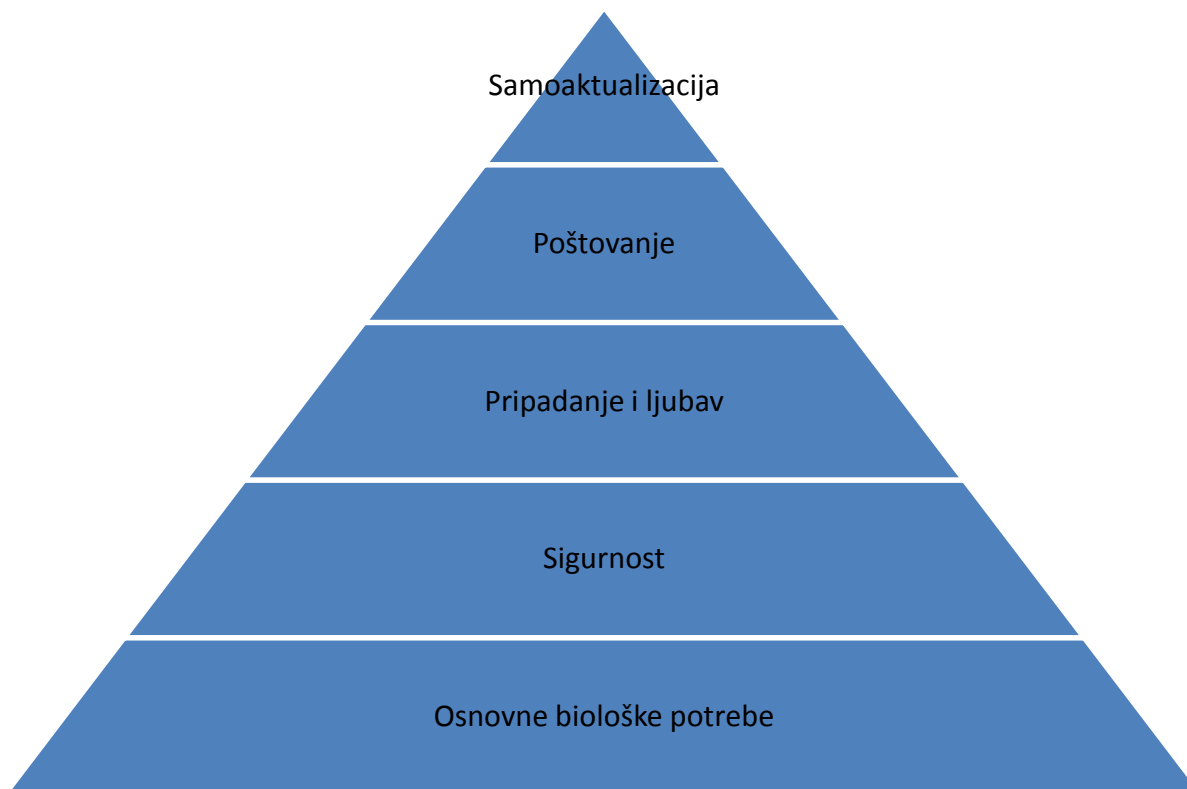 Samoaktualizacija
Poštovanje
Pripadanje i ljubav
Sigurnost
Osnovne biološke potrebe